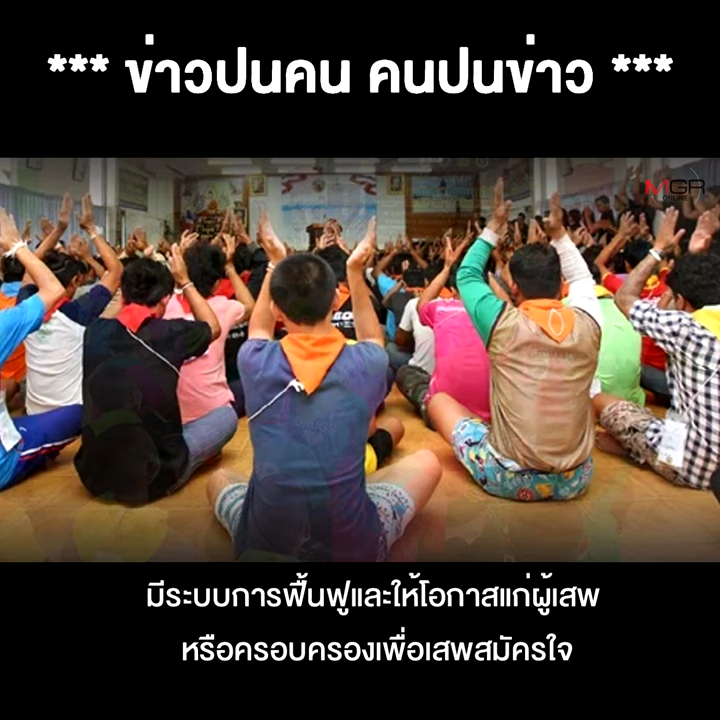 *** ข่าวปนคน คนปนข่าว ***
MGR
ONLINE
มีระบบการฟื้นฟูและให้โอกาสแก่ผู้เสพ
หรือครอบครองเพื่อเสพสมัครใจ